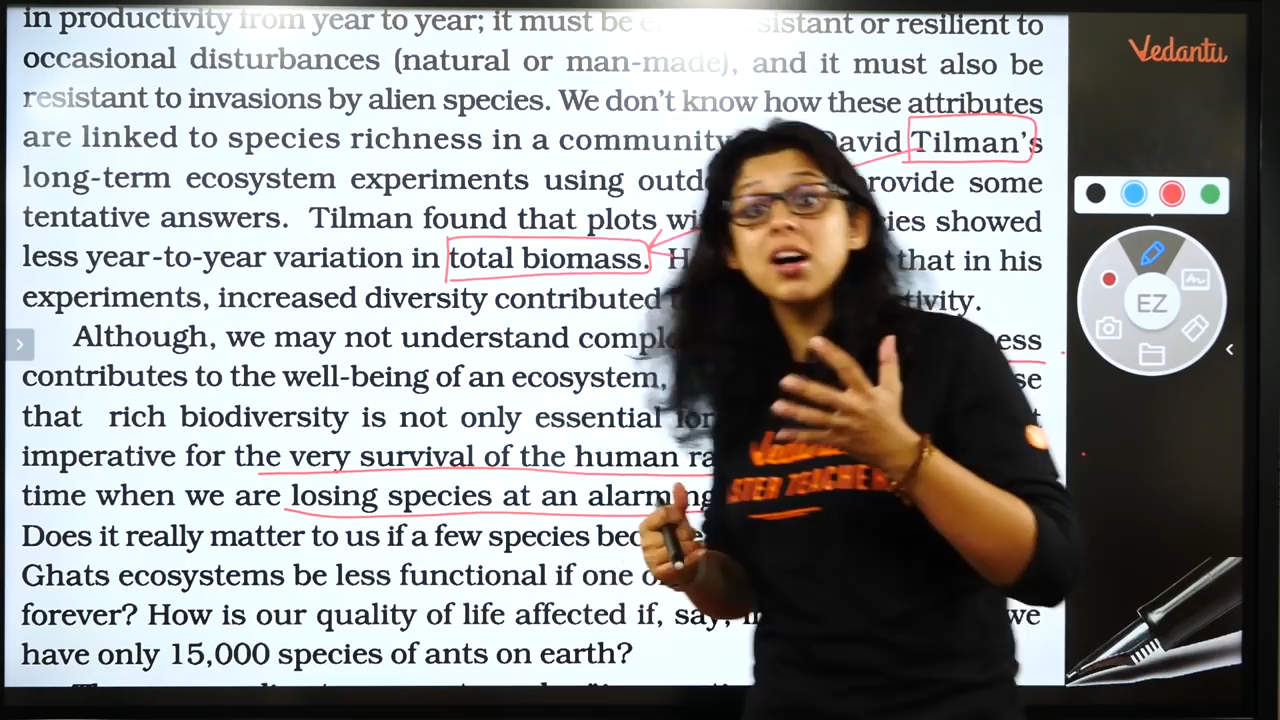 in productivity from year to year; it must be sistant or resilient to
occasional disturbances (natural or man-made), and it must also be
resistant to invasions by alien species. We don't know how these attributes
are linked to species richness in a community David Tilman's
long-term ecosystem experiments using provide some
tentative answers. Tilman found that plots showed
less year-to-year variation in total biomass. that in his
experiments, increased diversity contributed
Although, we may not understand
contributes to the well-being of an ecosystem,
that rich biodiversity is not only essential for
imperative for the very survival of the human
time when we are losing species at an alarming
Does it really matter to us if a few species
Ghats ecosystems be less functional if one
forever? How is our quality of life affected if, say, we
have only 15,000 species of ants on earth?
Vedantu
EZ
Vedantu
TEACHER